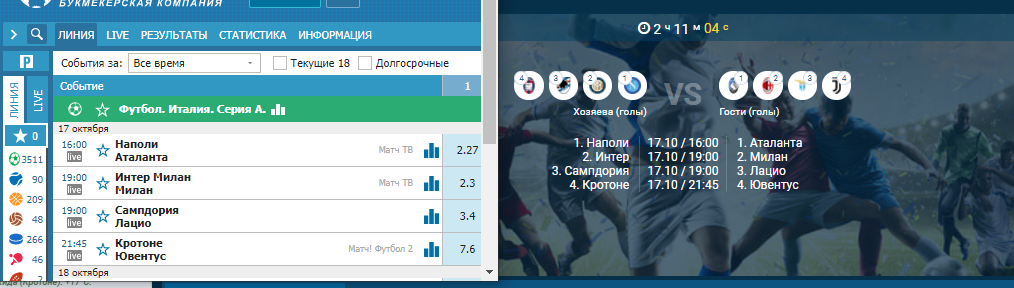 БУКМЕКЕРСКАЯ КОМПАНИЯ
ЛИНИЯ LIVE РЕЗУЛЬТАТЫ СТАТИСТИКА ИНФОРМАЦИЯ
События за: Все время Текущие 18 Долгосрочные
ЛИНИЯ
LIVE
0
3511
90
209
48
266
46
2
Событие 1
Футбол. Италия. Серия А.
17 октября
16:00 Наполи
live Аталанта Матч ТВ 2.27
19:00 Интер Милан
live Милан Матч ТВ 2.3
19:00 Сампдория
live Лацио 3.4
21:45 Кротоне
live Ювентус Матч! Футбол 2 7.6
18 октября
2 ч 11 м 04 с
4 3 2 1 VS 1 2 3 4
Хозяева (голы) Гости (голы)
1. Наполи 17.10 / 16:00 1. Аталанта
2. Интер 17.10 / 19:00 2. Милан
3. Сампдория 17.10 / 19:00 3. Лацио
4. Кротоне 17.10 / 21:45 4. Ювентус